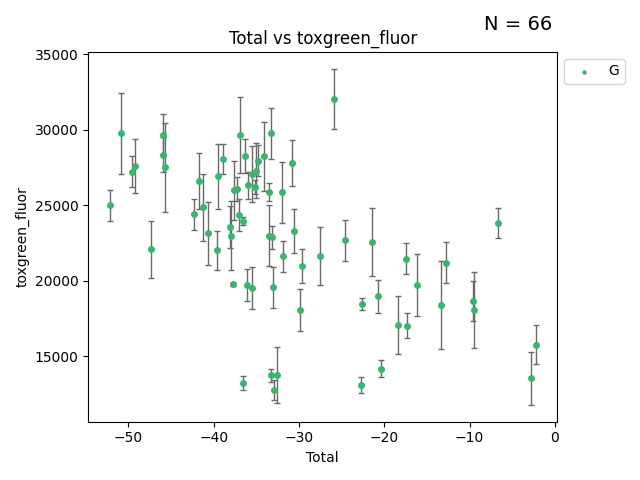 N = 66
Total vs toxgreen_fluor
G
35000
30000
25000
20000
15000
toxgreen_fluor
−50
−40
−30
−20
−10
0
Total